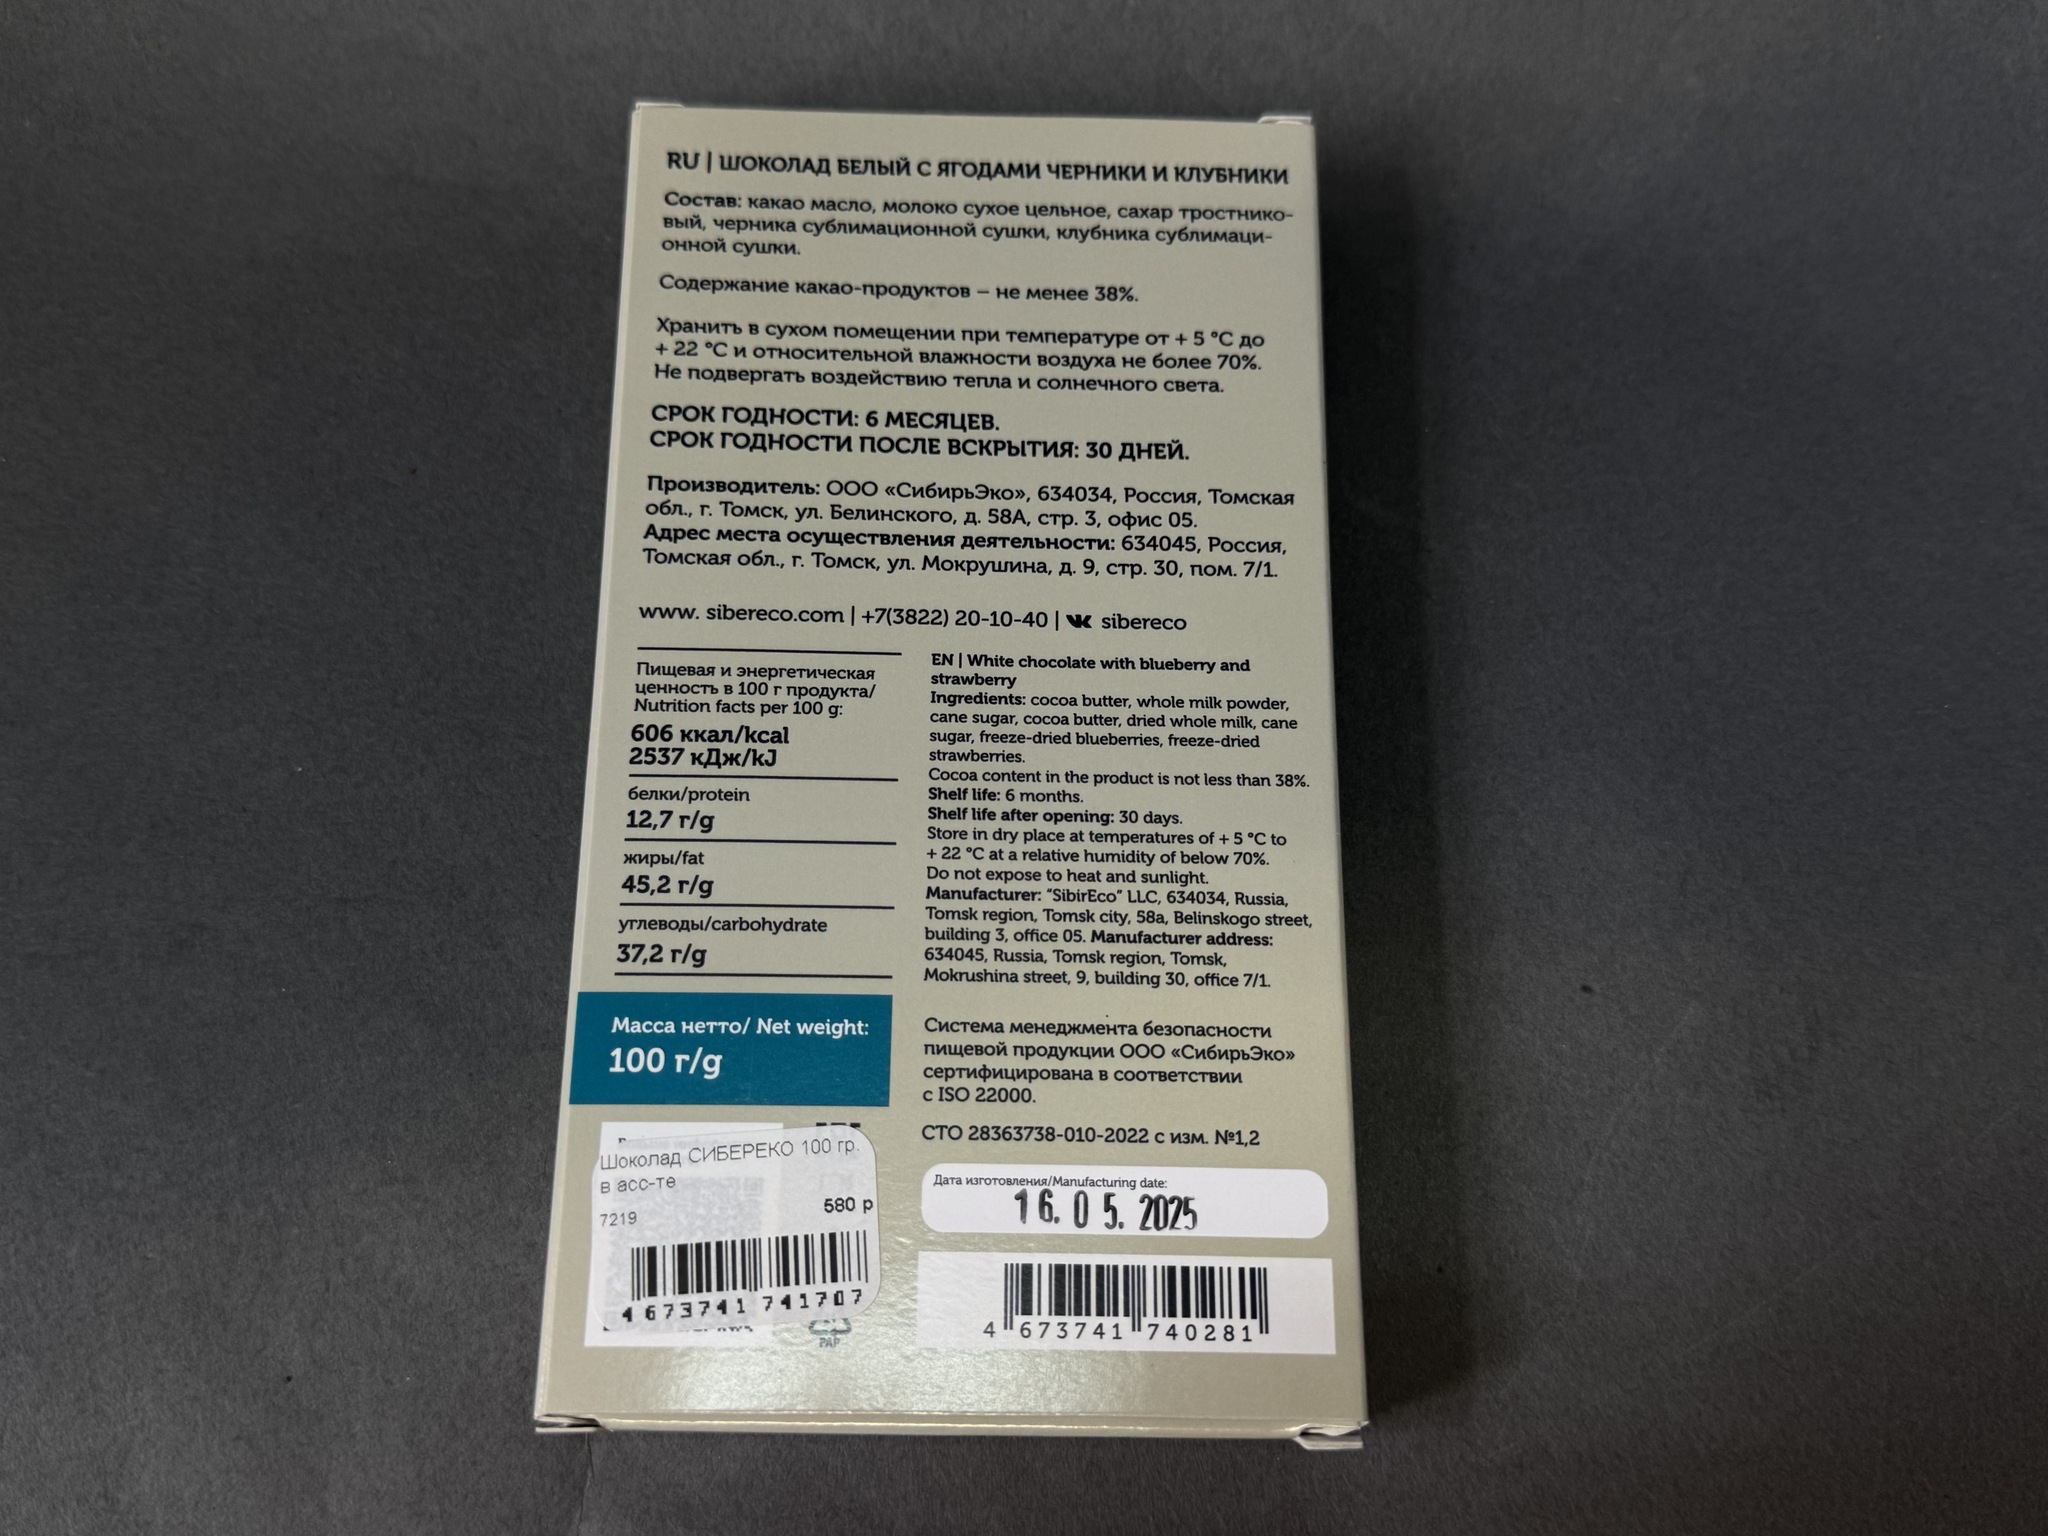 RU | ШОКОЛАД БЕЛЫЙ С ЯГОДАМИ ЧЕРНИКИ И КЛУБНИКИ
Состав: какао масло, молоко сухое цельное, сахар тростнико-
вый, черника сублимационной сушки, клубника сублимаци-
онной сушки.
Содержание какао-продуктов – не менее 38%.
Хранить в сухом помещении при температуре от + 5 °C до
+ 22 °C и относительной влажности воздуха не более 70%.
Не подвергать воздействию тепла и солнечного света.
СРОК ГОДНОСТИ: 6 МЕСЯЦЕВ.
СРОК ГОДНОСТИ ПОСЛЕ ВСКРЫТИЯ: 30 ДНЕЙ.
Производитель: ООО «СибирьЭко», 634034, Россия, Томская
обл., г. Томск, ул. Белинского, д. 58А, стр. 3, офис 05.
Адрес места осуществления деятельности: 634045, Россия,
Томская обл., г. Томск, ул. Мокрушина, д. 9, стр. 30, пом. 7/1.
www. sibereco.com | +7(3822) 20-10-40 | sibereco
Пищевая и энергетическая
ценность в 100 г продукта/
Nutrition facts per 100 g:
606 ккал/kcal
2537 кДж/kJ
белки/protein
12,7 г/g
жиры/fat
45,2 г/g
углеводы/carbohydrate
37,2 г/g
Масса нетто/ Net weight:
100 г/g
EN | White chocolate with blueberry and
strawberry
Ingredients: cocoa butter, whole milk powder,
cane sugar, cocoa butter, dried whole milk, cane
sugar, freeze-dried blueberries, freeze-dried
strawberries.
Cocoa content in the product is not less than 38%.
Shelf life: 6 months.
Shelf life after opening: 30 days.
Store in dry place at temperatures of + 5 °C to
+ 22 °C at a relative humidity of below 70%.
Do not expose to heat and sunlight.
Manufacturer: "SibirEco" LLC, 634034, Russia,
Tomsk region, Tomsk city, 58a, Belinskogo street,
building 3, office 05. Manufacturer address:
634045, Russia, Tomsk region, Tomsk,
Mokrushina street, 9, building 30, office 7/1.
Система менеджмента безопасности
пищевой продукции ООО «СибирьЭко»
сертифицирована в соответствии
с ISO 22000.
СТО 28363738-010-2022 с изм. №1,2
Шоколад СИБЕРЕКО 100 гр.
в асс-те
580 р
7219
4 673741 741707
PAP
Дата изготовления/Manufacturing date:
16. 05. 2025
4 673741 740281